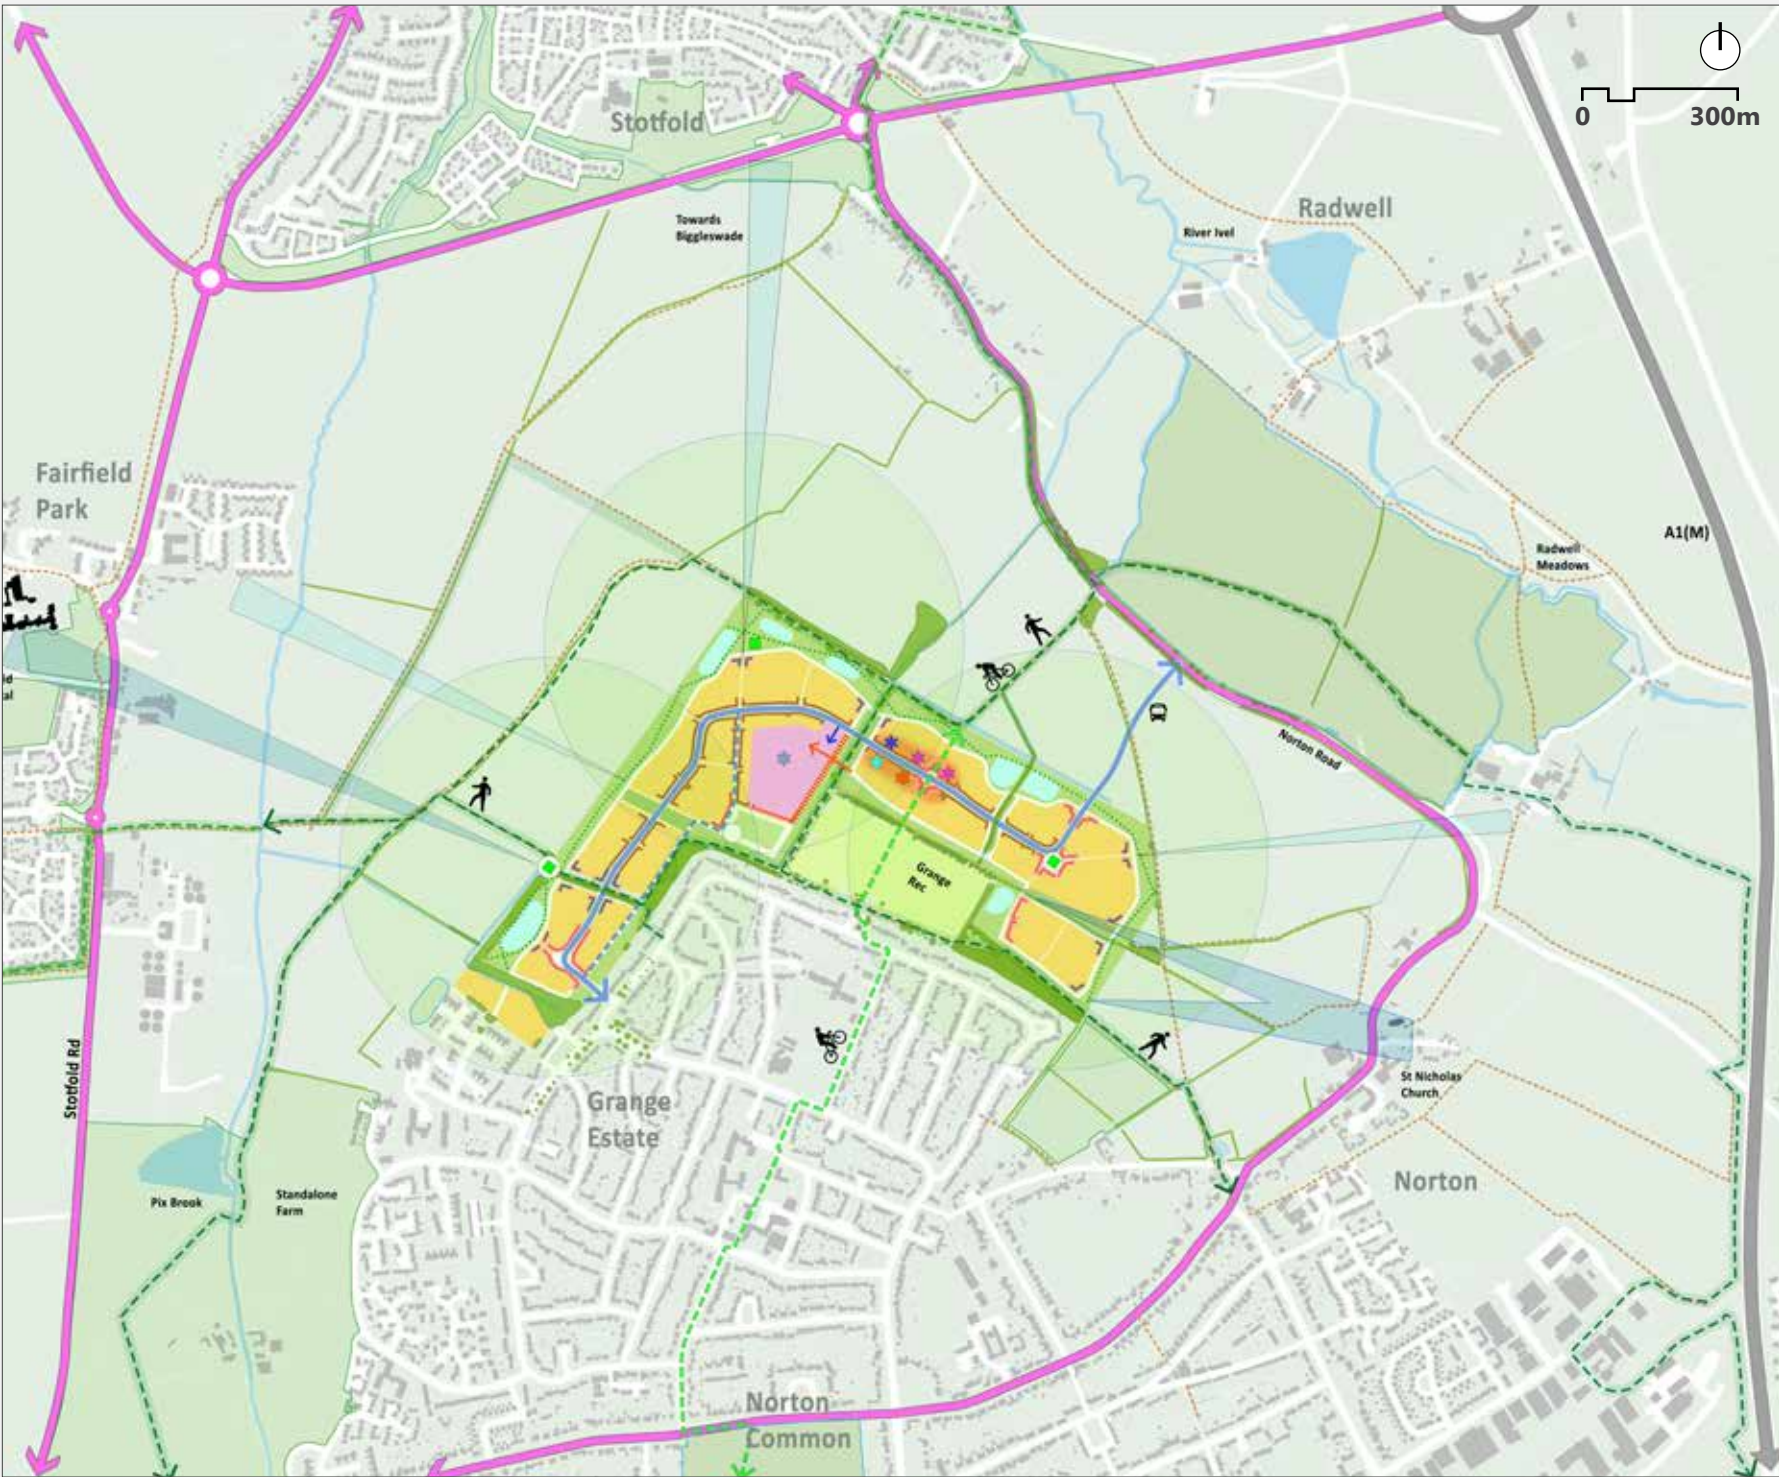 Stotfold
0
300m
Radwell
River Ivel
Towards
Biggleswade
Fairfield
Park
A1(M)
Radwell
Meadows
Norton Road
Grange
Rec
Stotfold Rd
St Nicholas
Church
Grange
Estate
Norton
Pix Brook
Standalone
Farm
Norton
Common